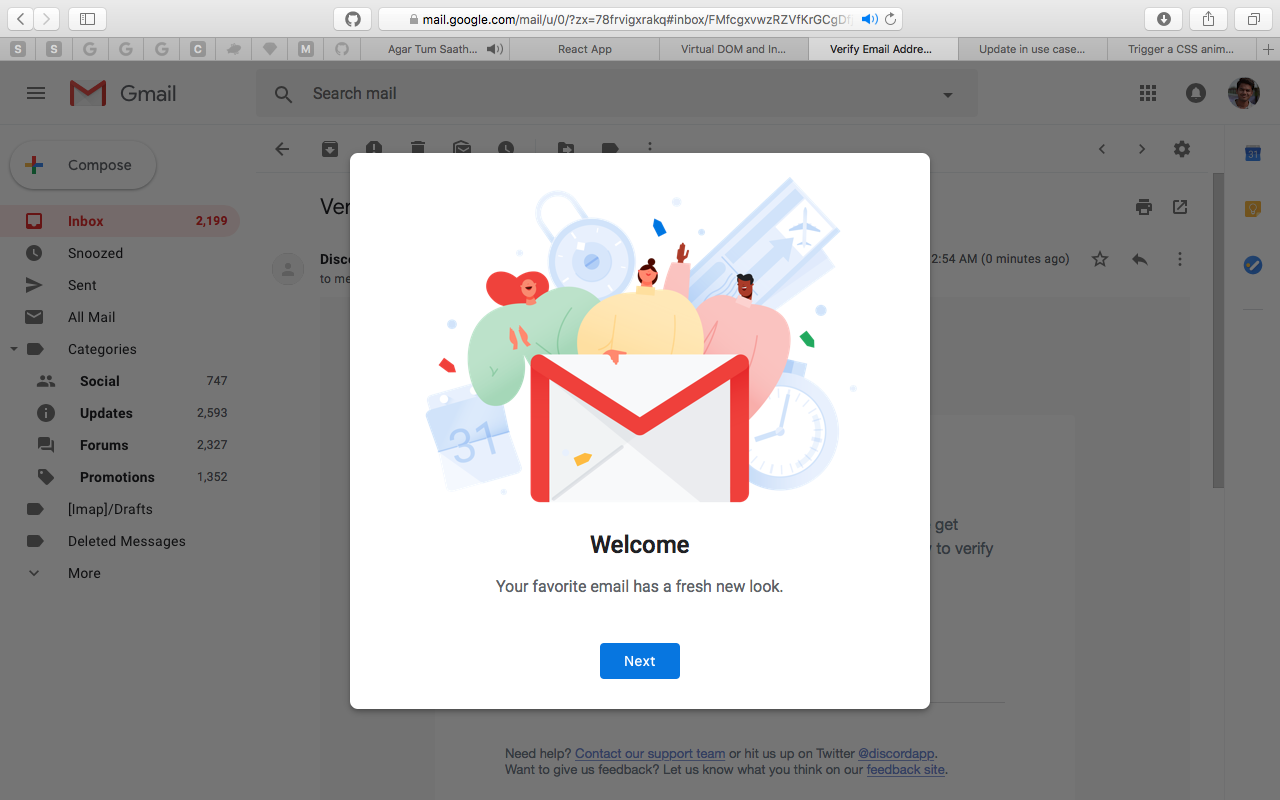 mail.google.com/mail/u/0/?zx=78frvigxrakq#inbox/FMfcgxvwzRZVfKrGCgDf
S S G G G C M Agar Tum Saath... React App Virtual DOM and In... Verify Email Addre... Update in use case... Trigger a CSS anim...
Gmail
Search mail
Compose
31
Inbox 2,199
Snoozed
Sent
All Mail
Categories
Social 747
Updates 2,593
Forums 2,327
Promotions 1,352
[Imap]/Drafts
Deleted Messages
More
Ver
Disc
to me
2:54 AM (0 minutes ago)
31
Welcome
Your favorite email has a fresh new look.
Next
get
to verify
Need help? Contact our support team or hit us up on Twitter @discordapp.
Want to give us feedback? Let us know what you think on our feedback site.